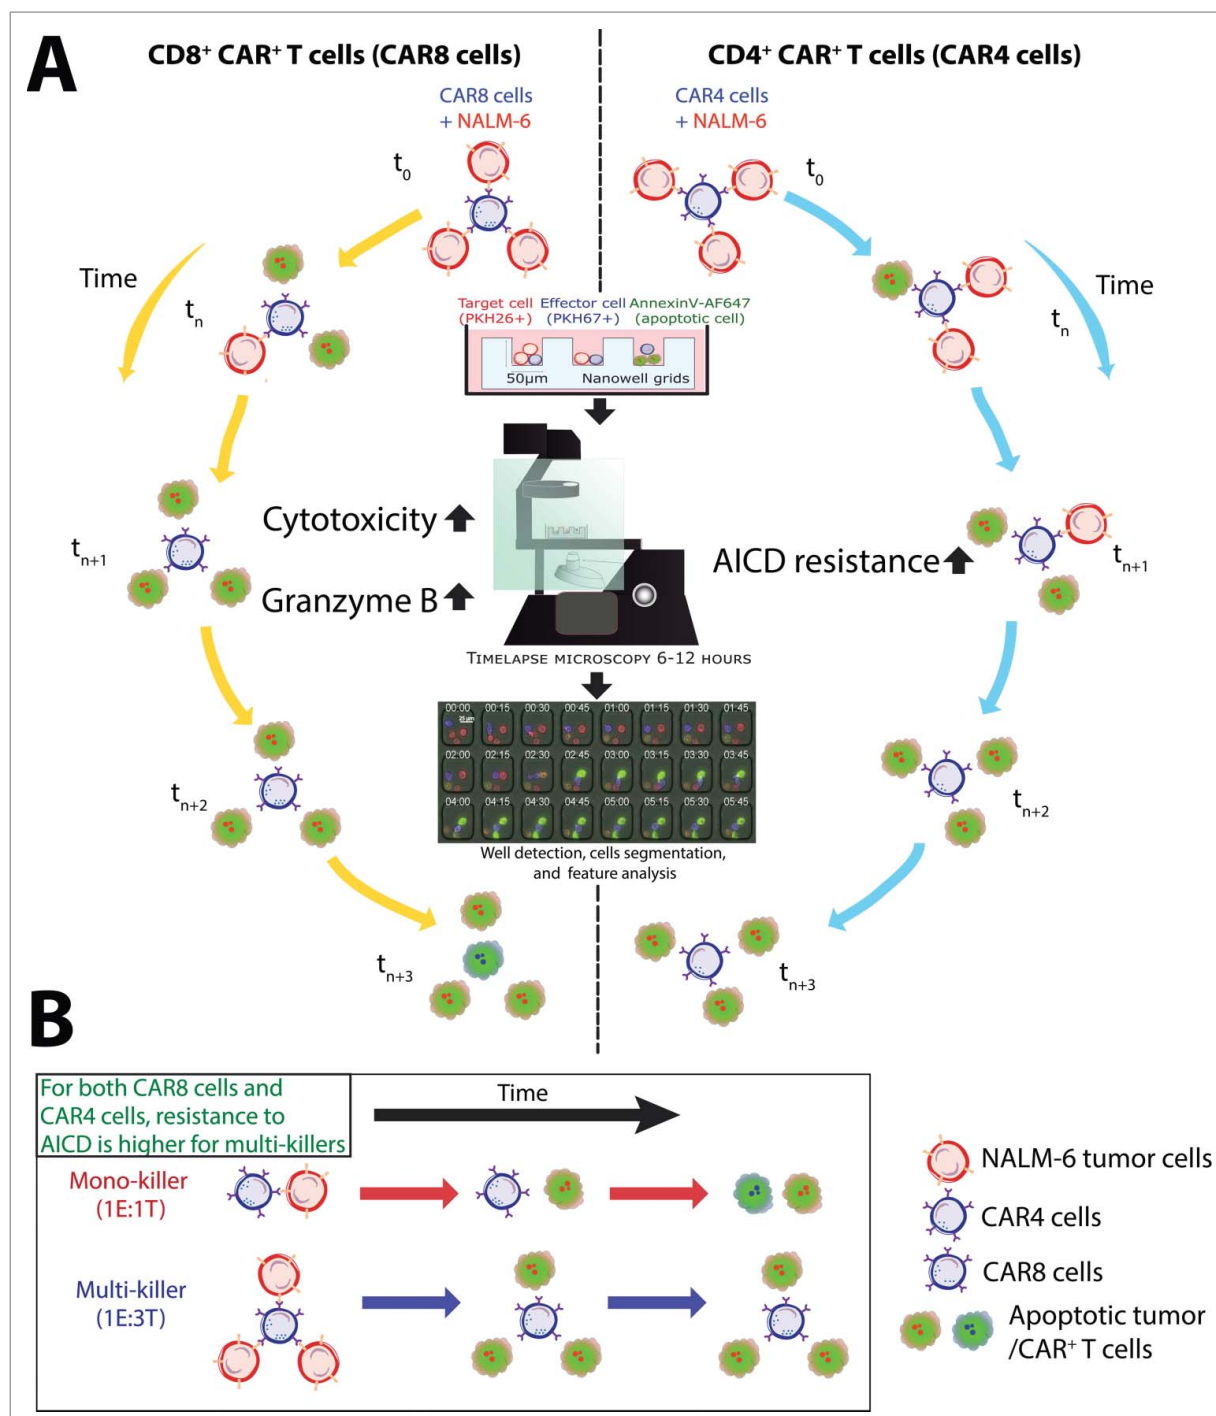 A
CD8⁺ CAR⁺ T cells (CAR8 cells)
CD4⁺ CAR⁺ T cells (CAR4 cells)
CAR8 cells
+ NALM-6
CAR4 cells
+ NALM-6
t₀
t₀
Time
Time
tₙ
tₙ
Target cell
(PKH26+)
Effector cell
(PKH67+)
AnnexinV-AF647
(apoptotic cell)
50µm
Nanowell grids
Cytotoxicity
Granzyme B
AICD resistance
tₙ₊₁
tₙ₊₁
TIMELAPSE MICROSCOPY 6-12 HOURS
00:00 00:15 00:30 00:45 01:00 01:15 01:30 01:45
25 µm
02:00 02:15 02:30 02:45 03:00 03:15 03:30 03:45
04:00 04:15 04:30 04:45 05:00 05:15 05:30 05:45
tₙ₊₂
tₙ₊₂
Well detection, cells segmentation,
and feature analysis
tₙ₊₃
tₙ₊₃
B
For both CAR8 cells and
CAR4 cells, resistance to
AICD is higher for multi-killers
Time
Mono-killer
(1E:1T)
Multi-killer
(1E:3T)
NALM-6 tumor cells
CAR4 cells
CAR8 cells
Apoptotic tumor
/CAR⁺ T cells